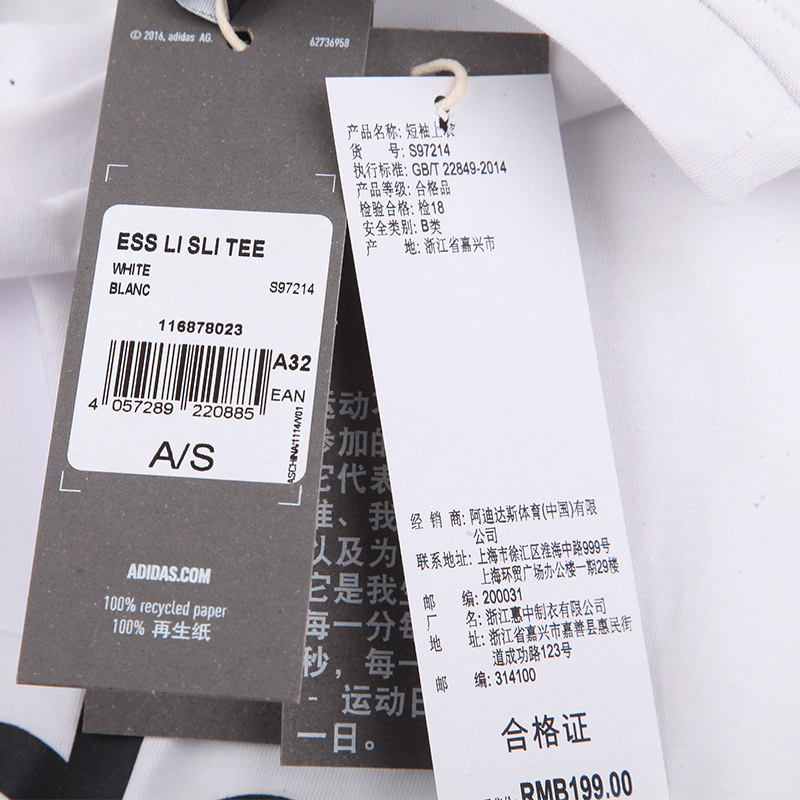 © 2016, adidas AG.
62736958
ESS LI SLI TEE
WHITE
BLANC S97214
116878023
A32
EAN
4 057289 220885
ASCHINA/1114/V01
A/S
ADIDAS.COM
100% recycled paper
100% 再生纸
产品名称: 短袖上衣
货 号: S97214
执行标准: GB/T 22849-2014
产品等级: 合格品
检验合格: 检18
安全类别: B类
产 地: 浙江省嘉兴市
经 销 商: 阿迪达斯体育(中国)有限
公司
联系地址: 上海市徐汇区淮海中路999号
上海环贸广场办公楼一期29楼
邮 编: 200031
厂 名: 浙江惠中制衣有限公司
地 址: 浙江省嘉兴市嘉善县惠民街
道成功路123号
邮 编: 314100
合格证
RMB199.00
运动
参加的
它代表
准、我
以及为
它是我
每一分每
秒，每一
- 运动日
一日。